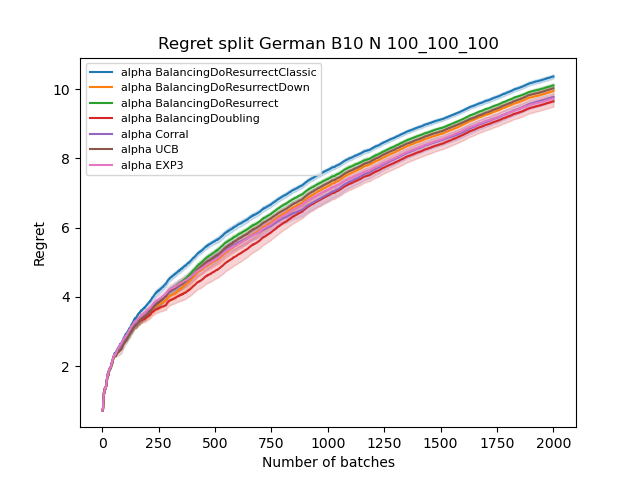 Regret split German B10 N 100_100_100
alpha BalancingDoResurrectClassic
alpha BalancingDoResurrectDown
alpha BalancingDoResurrect
alpha BalancingDoubling
alpha Corral
alpha UCB
alpha EXP3
10
8
6
4
2
Regret
0 250 500 750 1000 1250 1500 1750 2000
Number of batches